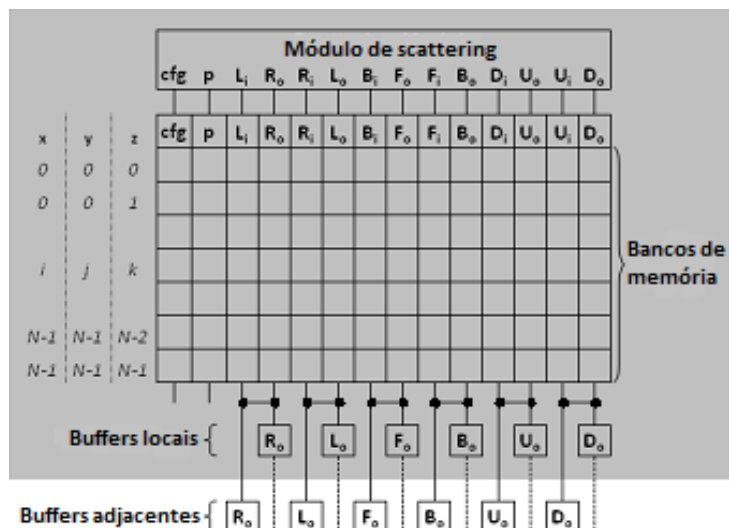 Módulo de scattering
cfg p Lᵢ Rₒ Rᵢ Lₒ Bᵢ Fₒ Fᵢ Bₒ Dᵢ Uₒ Uᵢ Dₒ
x y z cfg p Lᵢ Rₒ Rᵢ Lₒ Bᵢ Fₒ Fᵢ Bₒ Dᵢ Uₒ Uᵢ Dₒ
0 0 0
0 0 1
i j k
N-1 N-1 N-2
N-1 N-1 N-1
Bancos de
memória
Buffers locais Rₒ Lₒ Fₒ Bₒ Uₒ Dₒ
Buffers adjacentes Rₒ Lₒ Fₒ Bₒ Uₒ Dₒ